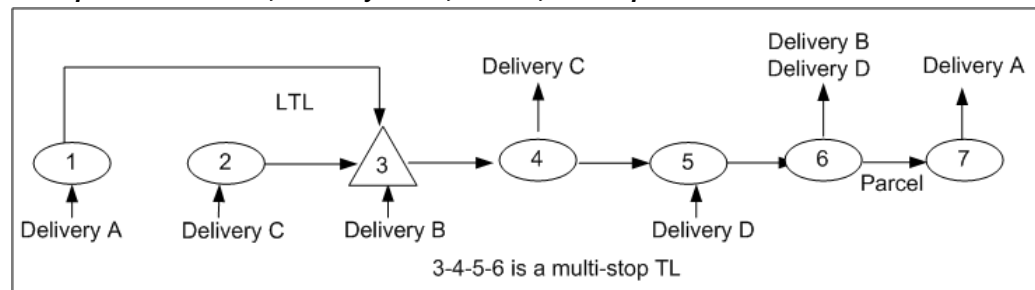 Delivery B
Delivery D
Delivery C
Delivery A
LTL
1
2
3
4
5
6
7
Parcel
Delivery A
Delivery C
Delivery B
Delivery D
3-4-5-6 is a multi-stop TL